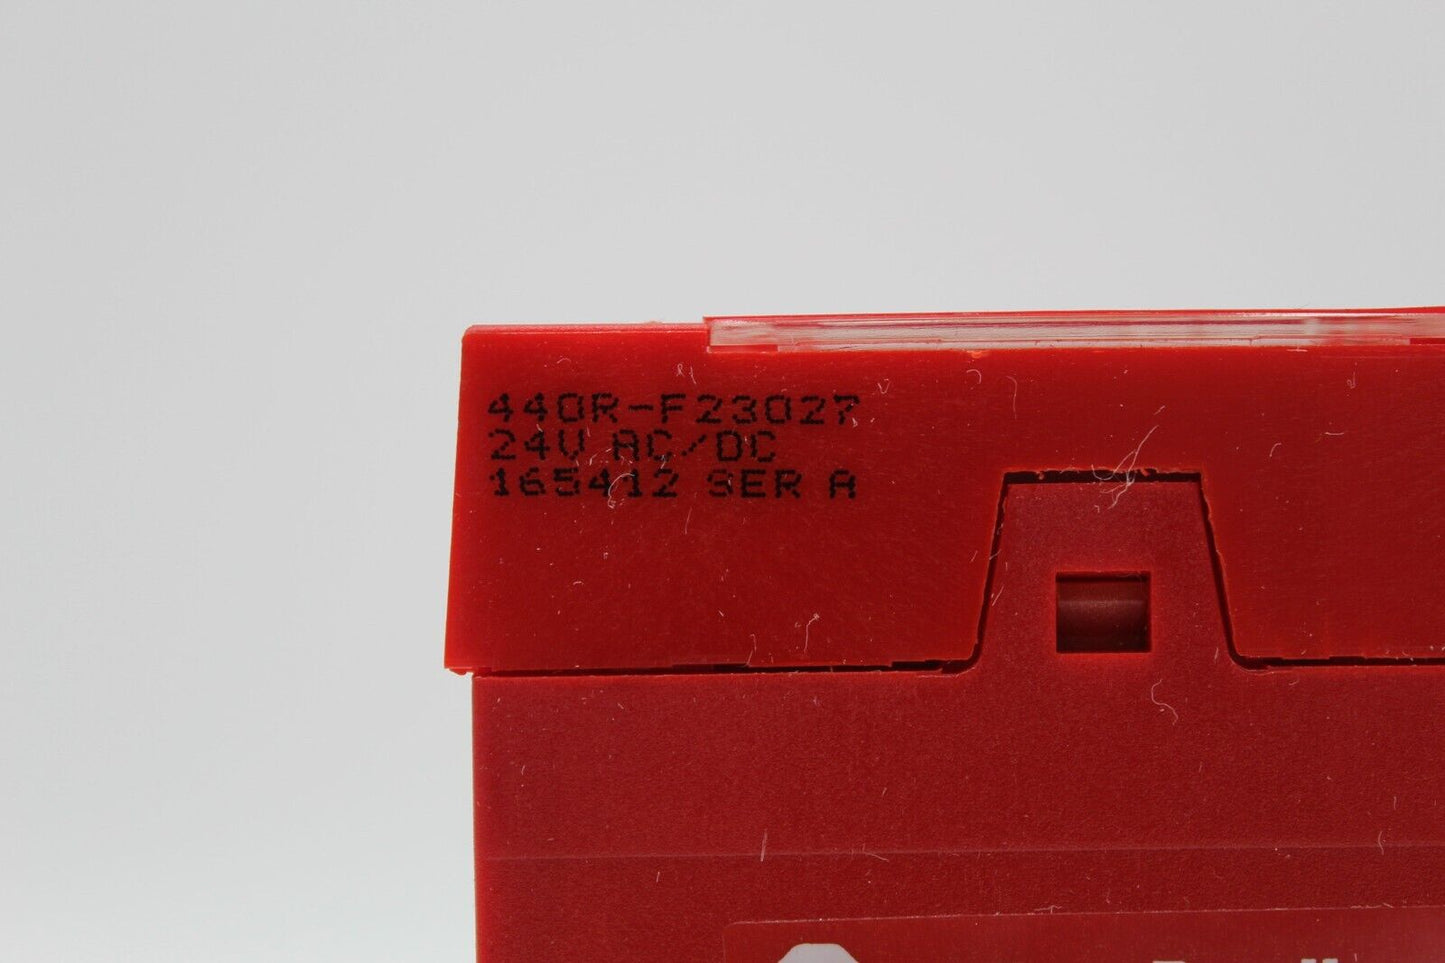 440R-F23027
24V AC/DC
165412 SER A